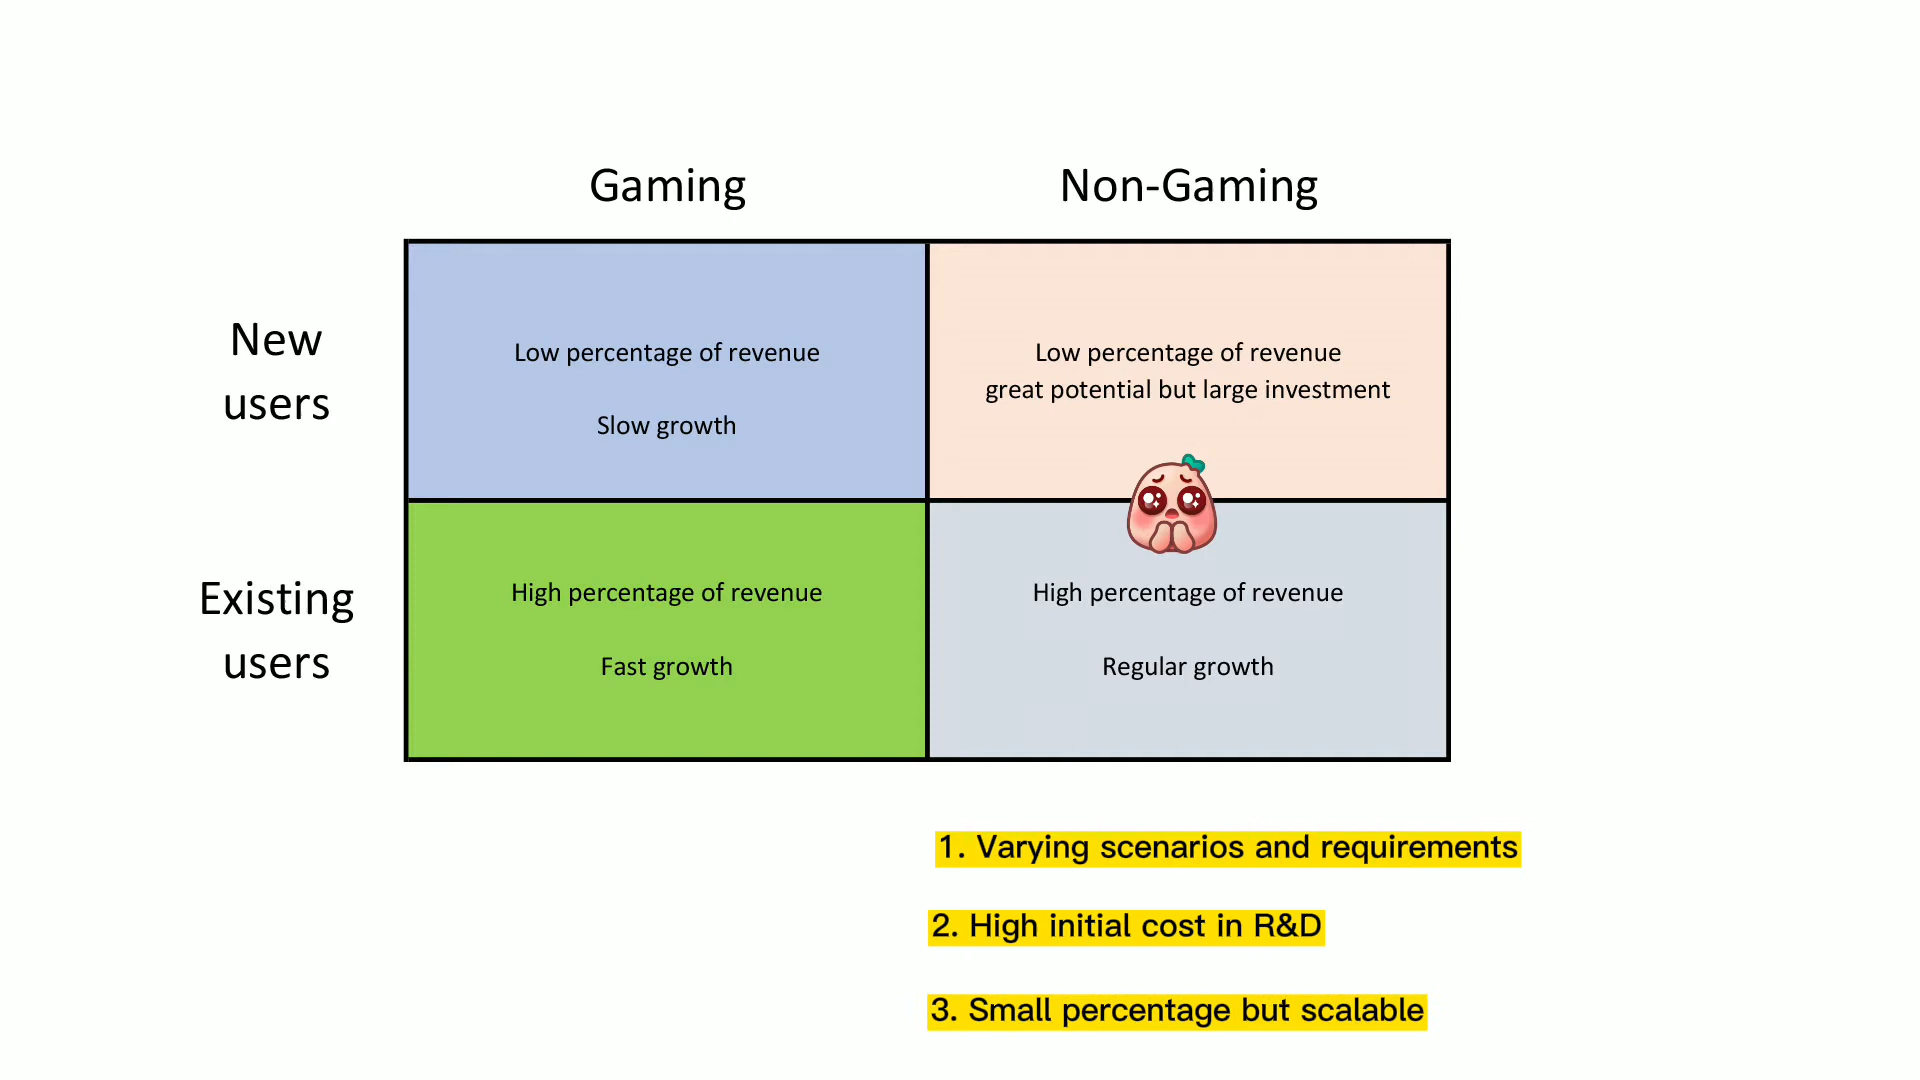 Gaming
Non-Gaming
New
users
Low percentage of revenue
Slow growth
Low percentage of revenue
great potential but large investment
Existing
users
High percentage of revenue
Fast growth
High percentage of revenue
Regular growth
1. Varying scenarios and requirements
2. High initial cost in R&D
3. Small percentage but scalable